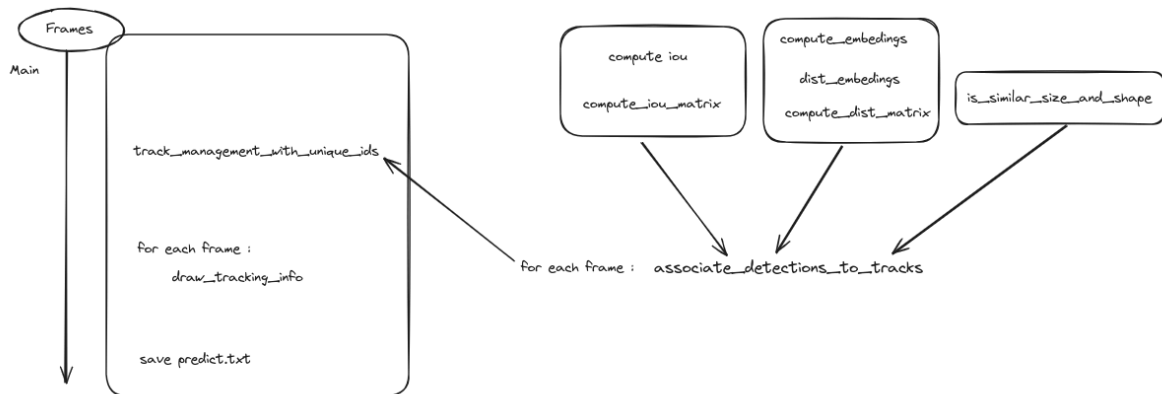 Frames
Main
track_management_with_unique_ids
for each frame :
draw_tracking_info
save predict.txt
compute iou
compute_iou_matrix
compute_embedings
dist_embedings
compute_dist_matrix
is_similar_size_and_shape
for each frame : associate_detections_to_tracks